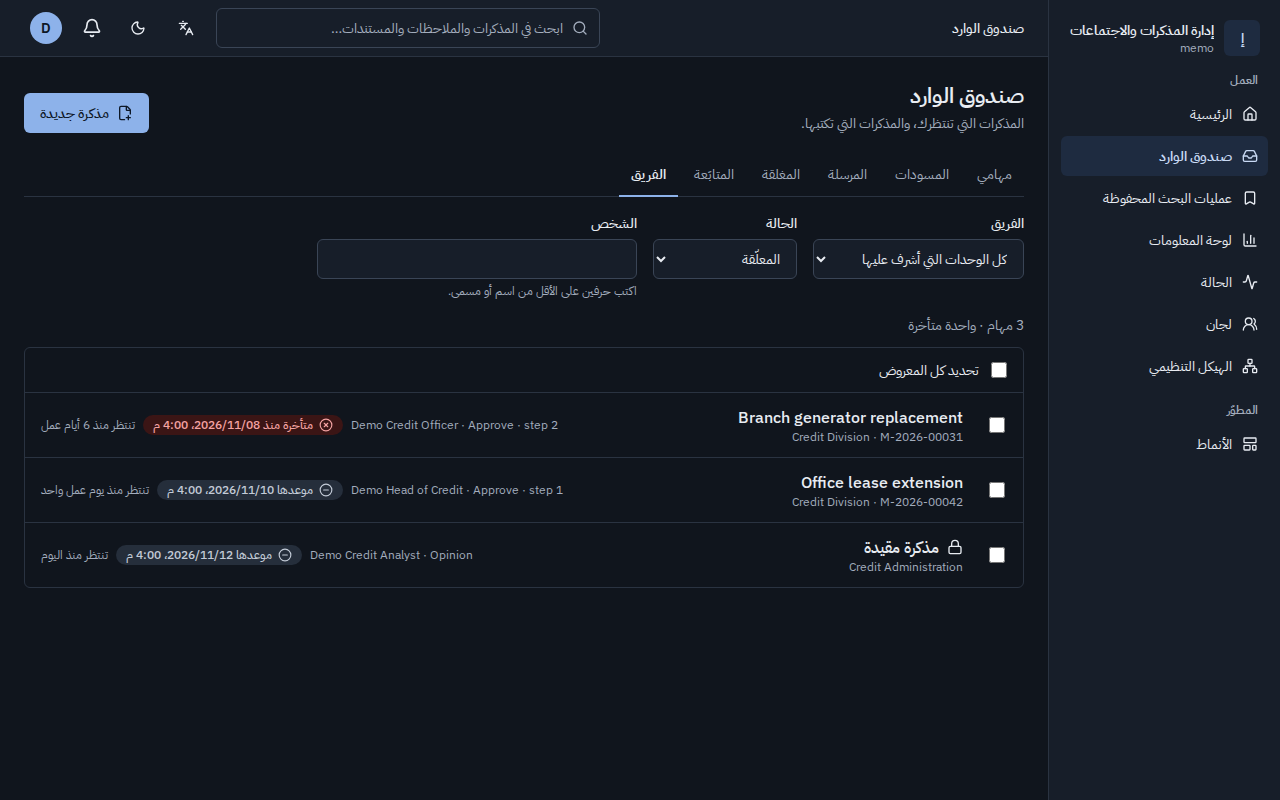 إدارة المذكرات والاجتماعات
memo
إ
العمل
الرئيسية
صندوق الوارد
عمليات البحث المحفوظة
لوحة المعلومات
الحالة
لجان
الهيكل التنظيمي
المطوّر
الأنماط
صندوق الوارد
ابحث في المذكرات والملاحظات والمستندات...
D
صندوق الوارد
المذكرات التي تنتظرك، والمذكرات التي تكتبها.
مذكرة جديدة
مهامي
المسودات
المرسلة
المغلقة
المتابَعة
الفريق
الفريق
كل الوحدات التي أشرف عليها
الحالة
المعلّقة
الشخص
اكتب حرفين على الأقل من اسم أو مسمى.
3 مهام · واحدة متأخرة
تحديد كل المعروض
Branch generator replacement
Credit Division · M-2026-00031
Demo Credit Officer · Approve · step 2
متأخرة منذ 2026/11/08، 4:00 م
تنتظر منذ 6 أيام عمل
Office lease extension
Credit Division · M-2026-00042
Demo Head of Credit · Approve · step 1
موعدها 2026/11/10، 4:00 م
تنتظر منذ يوم عمل واحد
مذكرة مقيدة
Credit Administration
Demo Credit Analyst · Opinion
موعدها 2026/11/12، 4:00 م
تنتظر منذ اليوم